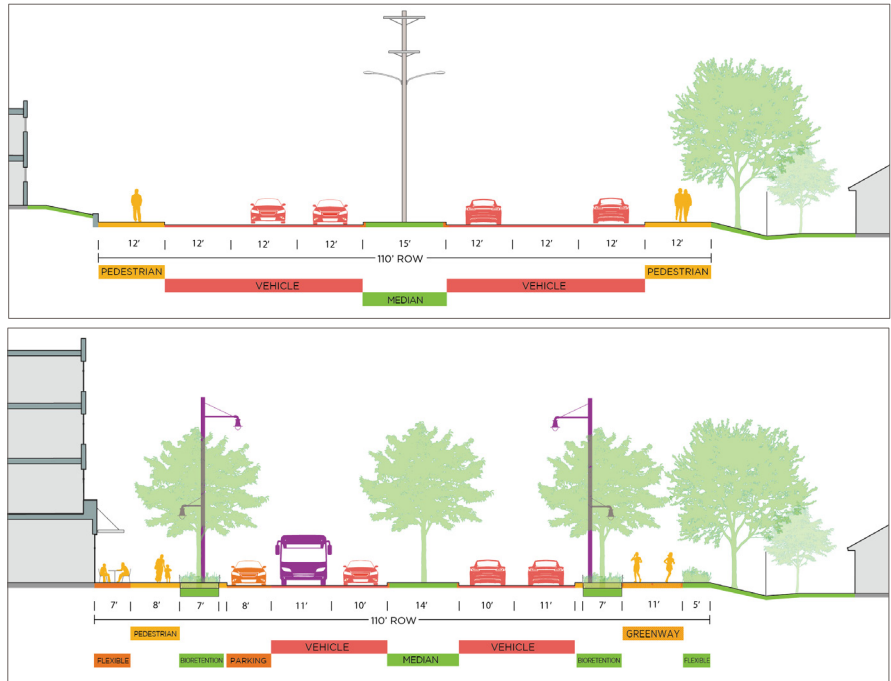 12' 12' 12' 12' 15' 12' 12' 12' 12'
110' ROW
PEDESTRIAN PEDESTRIAN
VEHICLE VEHICLE
MEDIAN
7' 8' 7' 8' 11' 10' 14' 10' 11' 7' 11' 5'
110' ROW
PEDESTRIAN GREENWAY
VEHICLE VEHICLE
FLEXIBLE BIORETENTION PARKING MEDIAN BIORETENTION FLEXIBLE